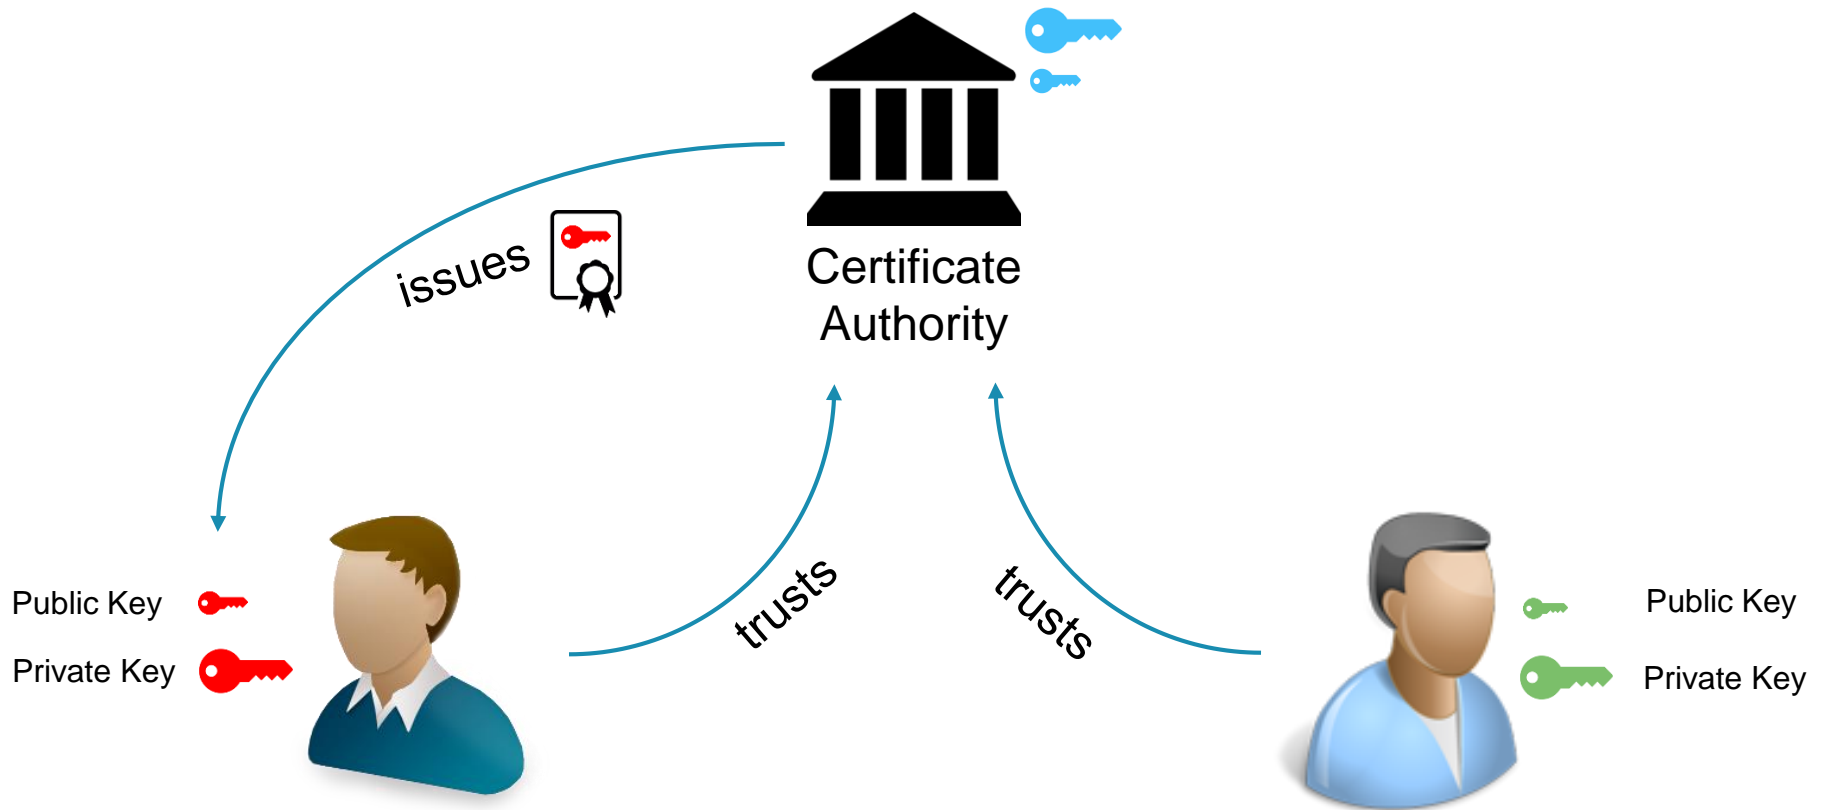 issues
Certificate
Authority
trusts
trusts
Public Key
Private Key
Public Key
Private Key